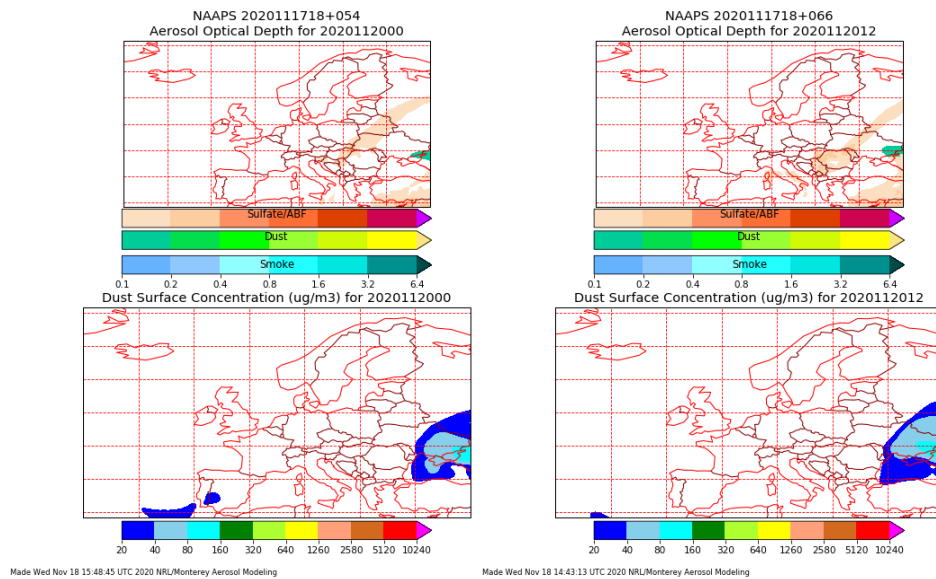 NAAPS 2020111718+054
Aerosol Optical Depth for 2020112000
Sulfate/ABF
Dust
Smoke
0.1 0.2 0.4 0.8 1.6 3.2 6.4
NAAPS 2020111718+066
Aerosol Optical Depth for 2020112012
Sulfate/ABF
Dust
Smoke
0.1 0.2 0.4 0.8 1.6 3.2 6.4
Dust Surface Concentration (ug/m3) for 2020112000
20 40 80 160 320 640 1260 2580 5120 10240
Dust Surface Concentration (ug/m3) for 2020112012
20 40 80 160 320 640 1260 2580 5120 10240
Made Wed Nov 18 15:48:45 UTC 2020 NRL/Monterey Aerosol Modeling
Made Wed Nov 18 14:43:13 UTC 2020 NRL/Monterey Aerosol Modeling